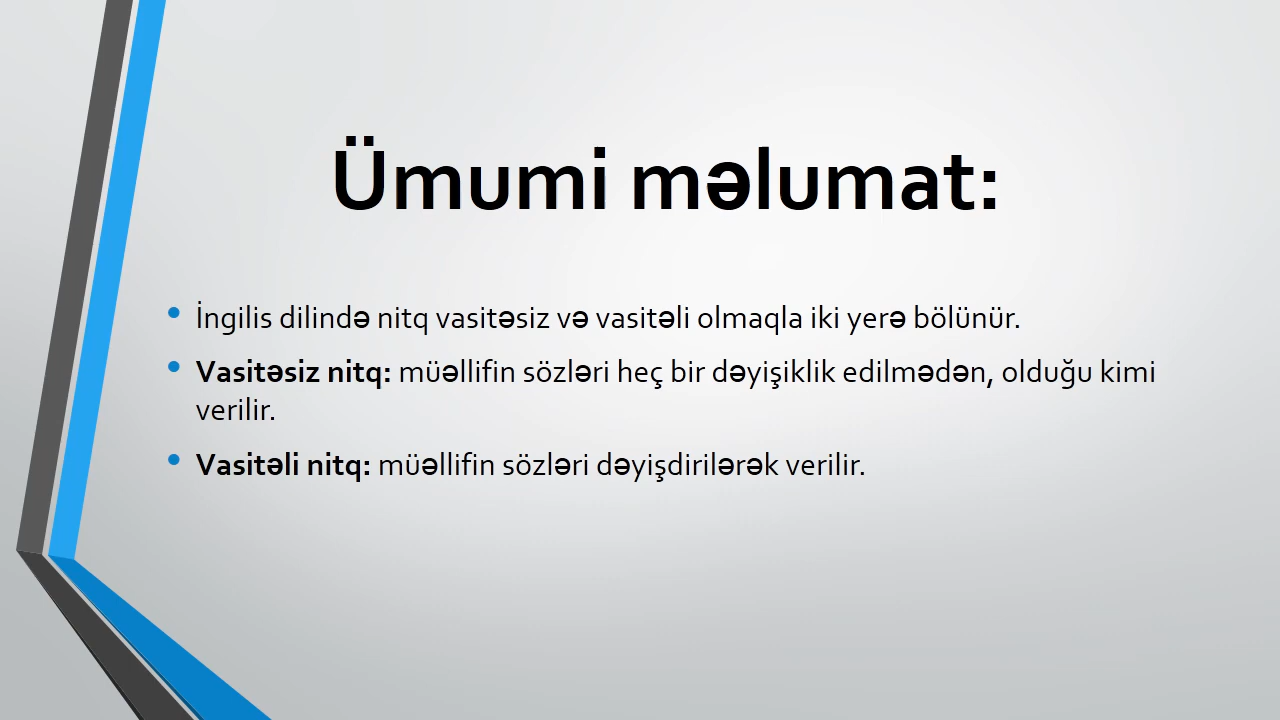 Ümumi məlumat:
• İngilis dilində nitq vasitəsiz və vasitəli olmaqla iki yerə bölünür.
• Vasitəsiz nitq: müəllifin sözləri heç bir dəyişiklik edilmədən, olduğu kimi
verilir.
• Vasitəli nitq: müəllifin sözləri dəyişdirilərək verilir.